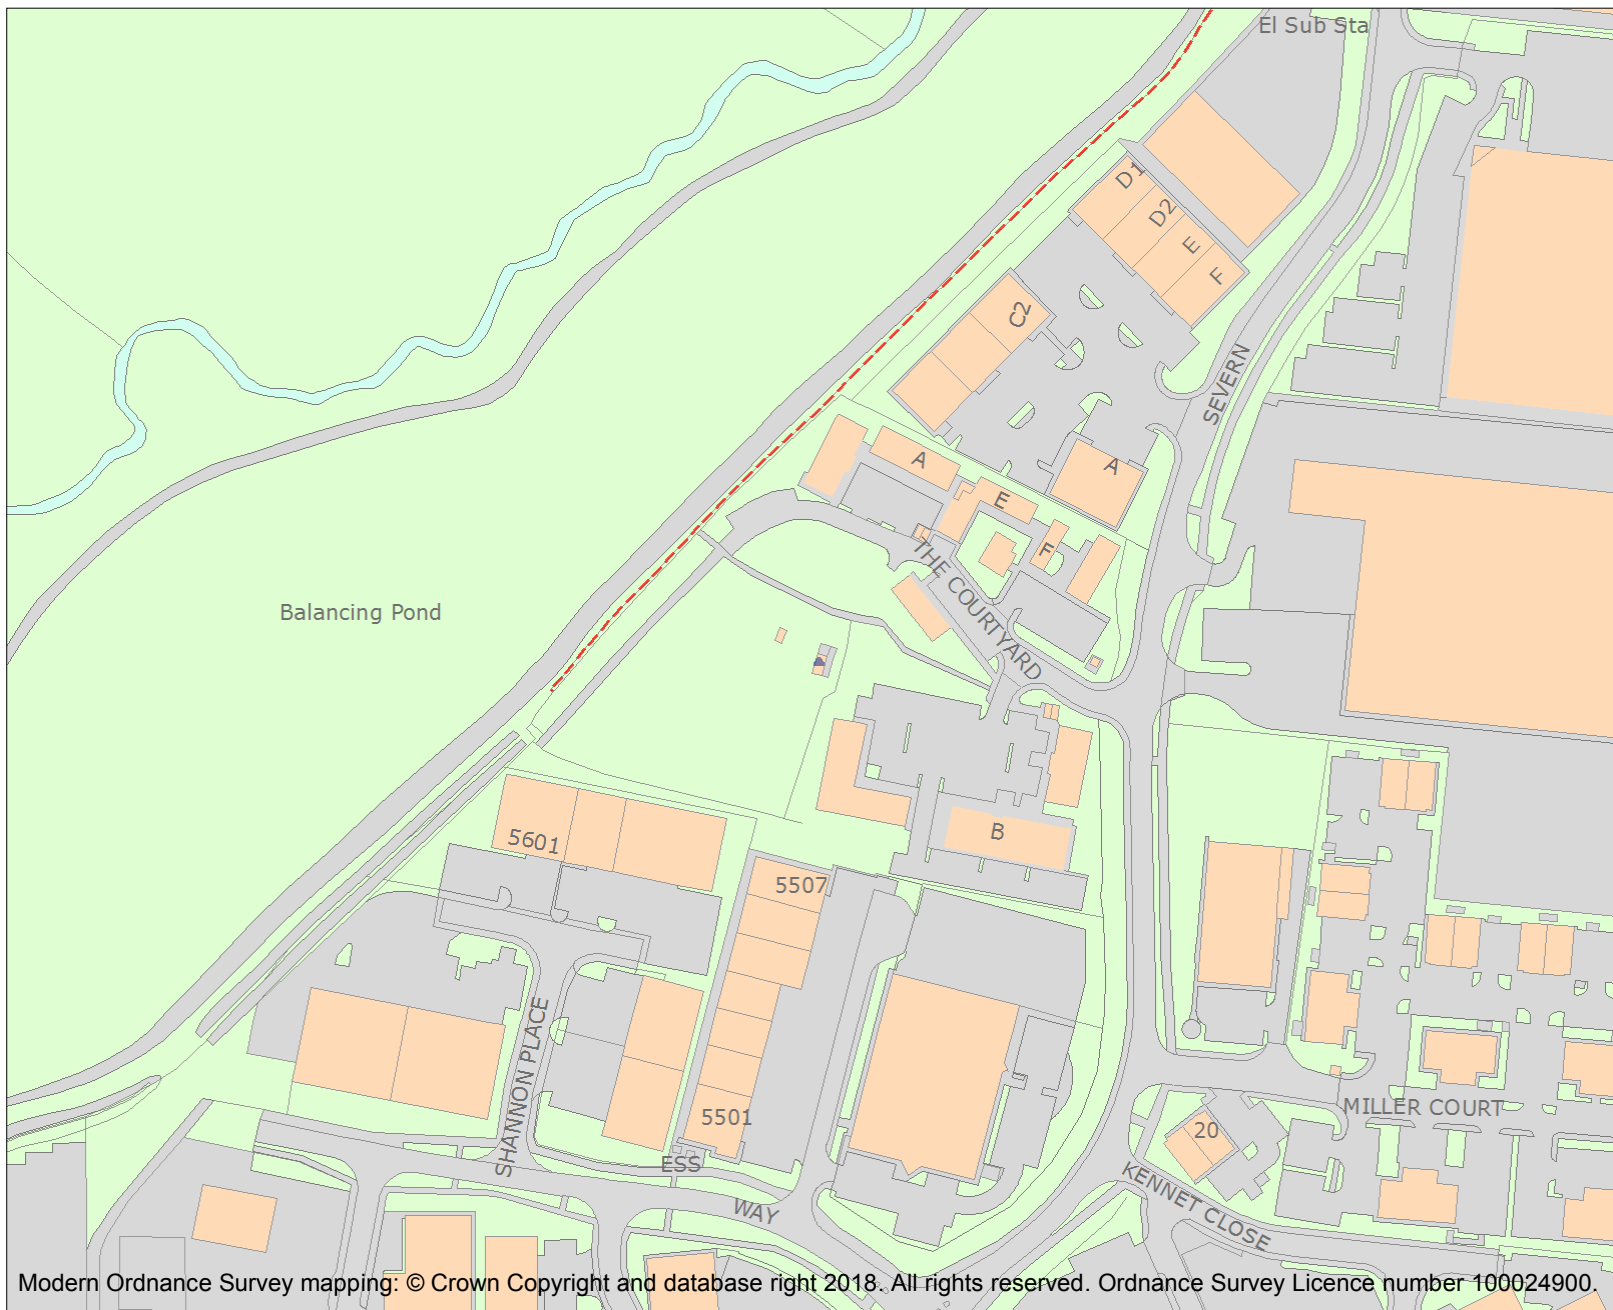 El Sub Sta
D1
D2
E
F
C2
SEVERN
A
A
E
F
THE COURTYARD
Balancing Pond
B
5601
5507
SHANNON PLACE
5501
MILLER COURT
20
ESS
KENNET CLOSE
WAY
Modern Ordnance Survey mapping: © Crown Copyright and database right 2018. All rights reserved. Ordnance Survey Licence number 100024900.